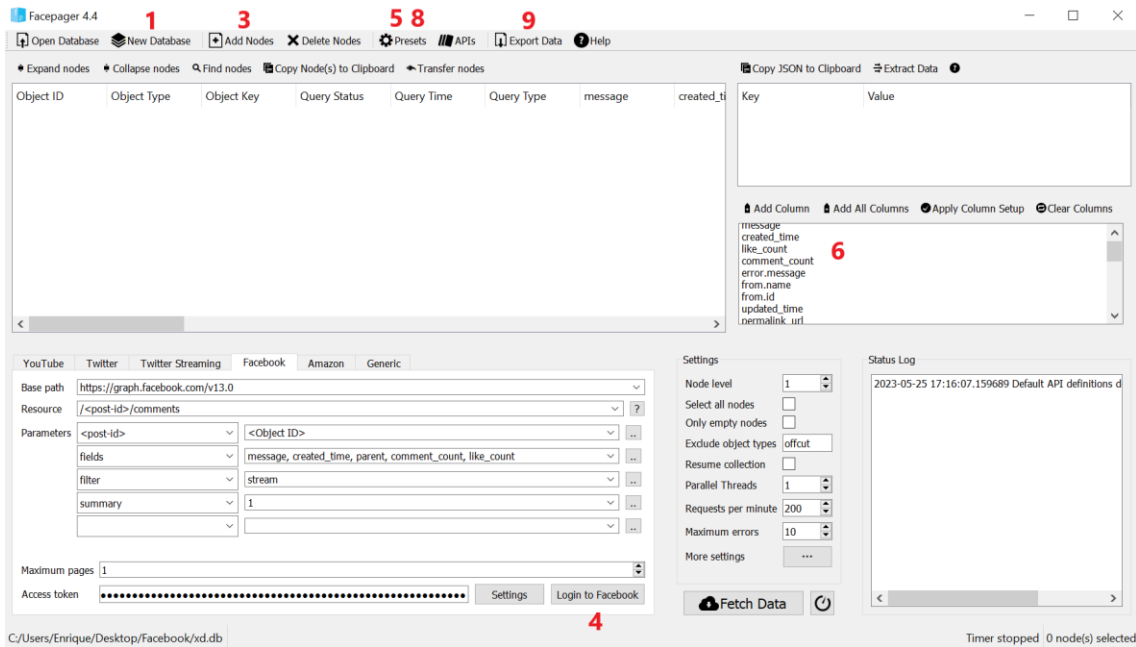 Facepager 4.4
1 3 5 8 9
Open Database New Database Add Nodes Delete Nodes Presets APIs Export Data Help
Expand nodes Collapse nodes Find nodes Copy Node(s) to Clipboard Transfer nodes
Copy JSON to Clipboard Extract Data
Object ID Object Type Object Key Query Status Query Time Query Type message created_ti
Key Value
Add Column Add All Columns Apply Column Setup Clear Columns
message
created_time
like_count
comment_count
error.message
from.name
from.id
updated_time
permalink_url
6
YouTube Twitter Twitter Streaming Facebook Amazon Generic
Base path https://graph.facebook.com/v13.0
Resource /<post-id>/comments ?
Parameters <post-id> <Object ID> ..
fields message, created_time, parent, comment_count, like_count ..
filter stream ..
summary 1 ..
..
Maximum pages 1
Access token Settings Login to Facebook
4
Settings
Node level 1
Select all nodes
Only empty nodes
Exclude object types offcut
Resume collection
Parallel Threads 1
Requests per minute 200
Maximum errors 10
More settings ...
Fetch Data
Status Log
2023-05-25 17:16:07.159689 Default API definitions d
C:/Users/Enrique/Desktop/Facebook/xd.db
Timer stopped 0 node(s) selected